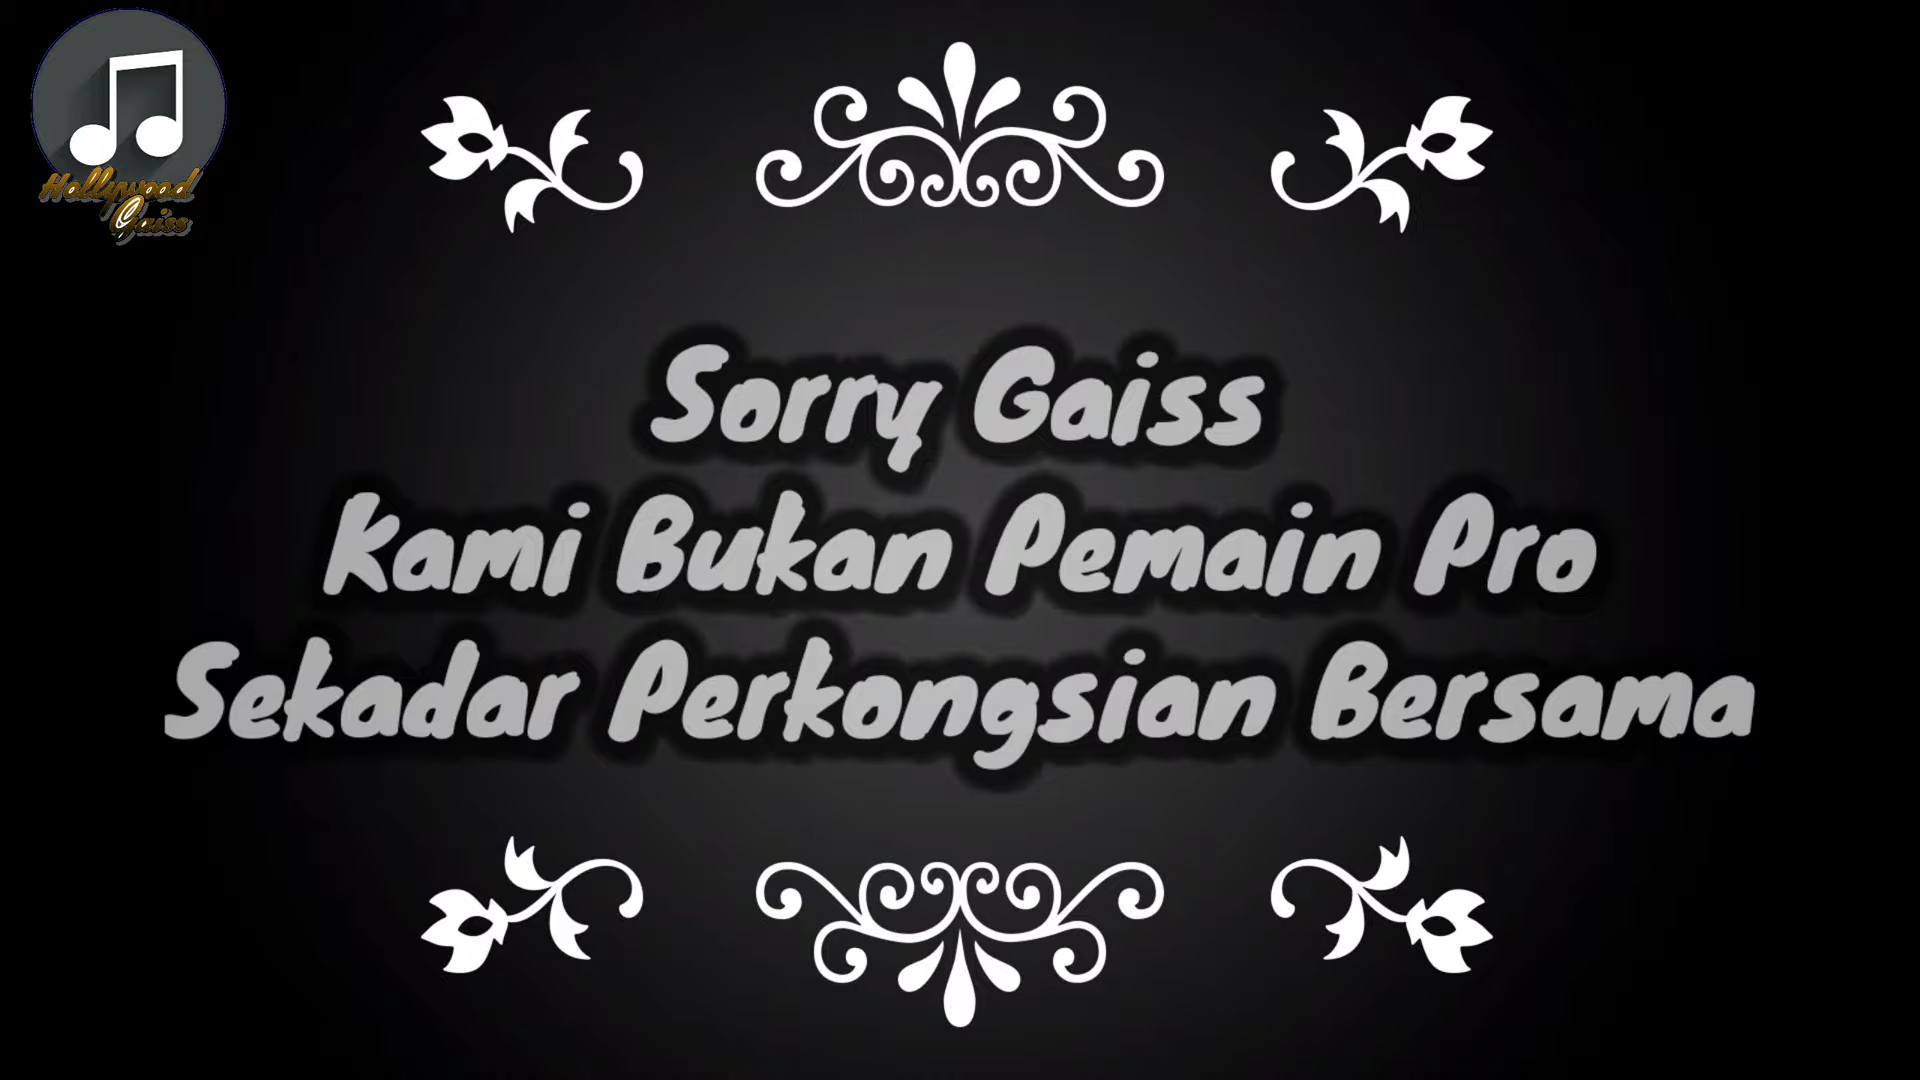 Hollywood
Gaiss
Sorry Gaiss
Kami Bukan Pemain Pro
Sekadar Perkongsian Bersama